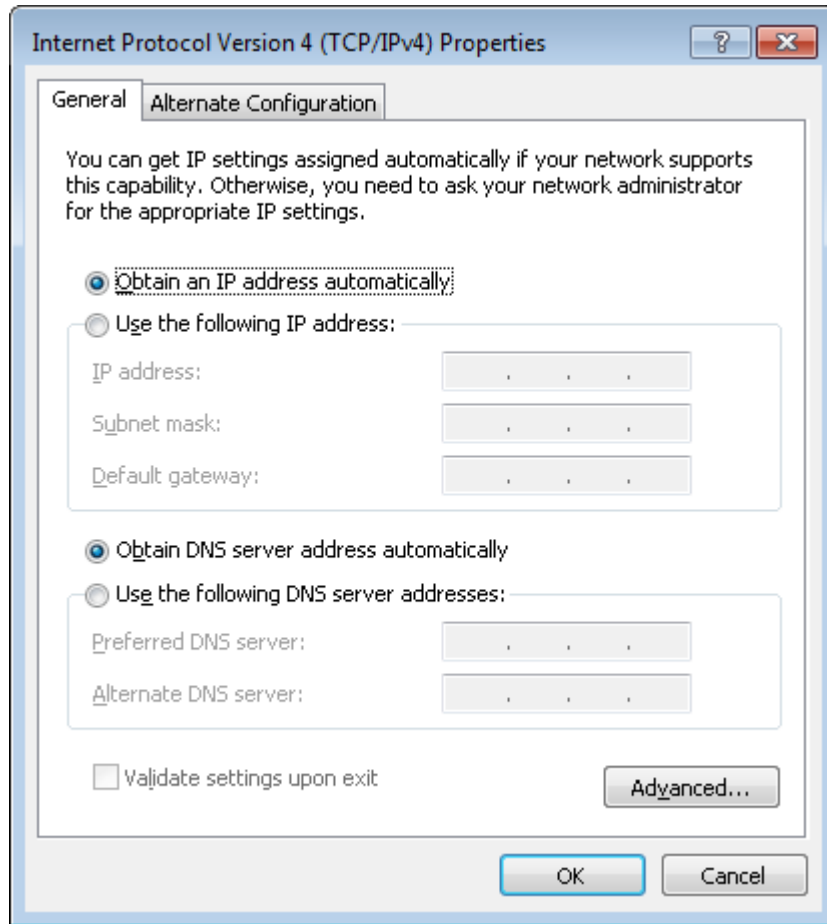 Internet Protocol Version 4 (TCP/IPv4) Properties
?
General
Alternate Configuration
You can get IP settings assigned automatically if your network supports
this capability. Otherwise, you need to ask your network administrator
for the appropriate IP settings.
Obtain an IP address automatically
Use the following IP address:
IP address:
. . .
Subnet mask:
. . .
Default gateway:
. . .
Obtain DNS server address automatically
Use the following DNS server addresses:
Preferred DNS server:
. . .
Alternate DNS server:
. . .
Validate settings upon exit
Advanced...
OK
Cancel